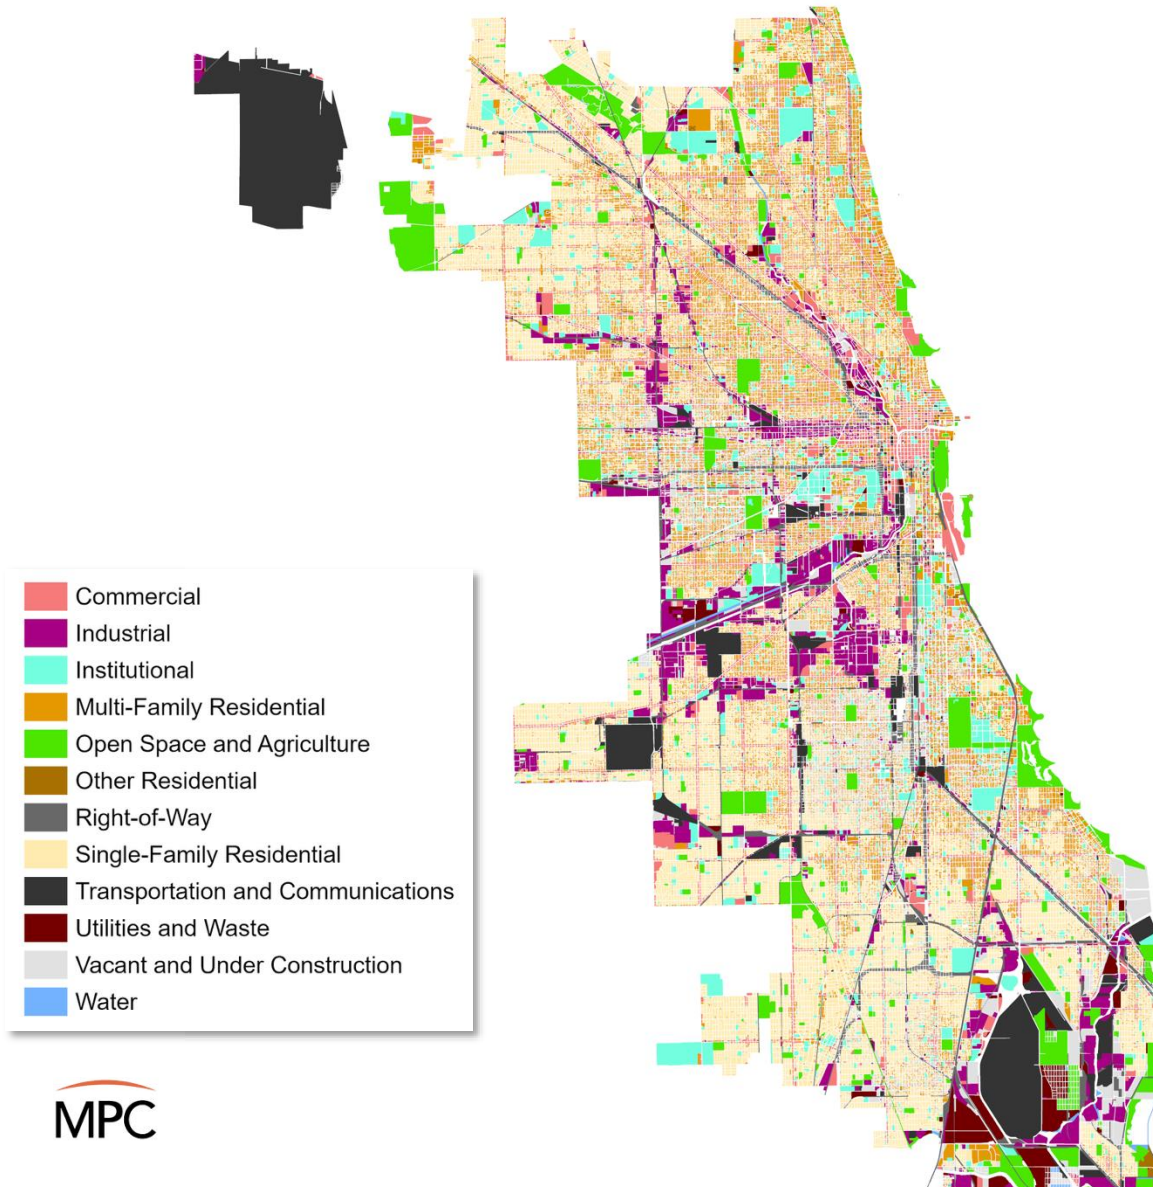 Commercial
Industrial
Institutional
Multi-Family Residential
Open Space and Agriculture
Other Residential
Right-of-Way
Single-Family Residential
Transportation and Communications
Utilities and Waste
Vacant and Under Construction
Water
MPC